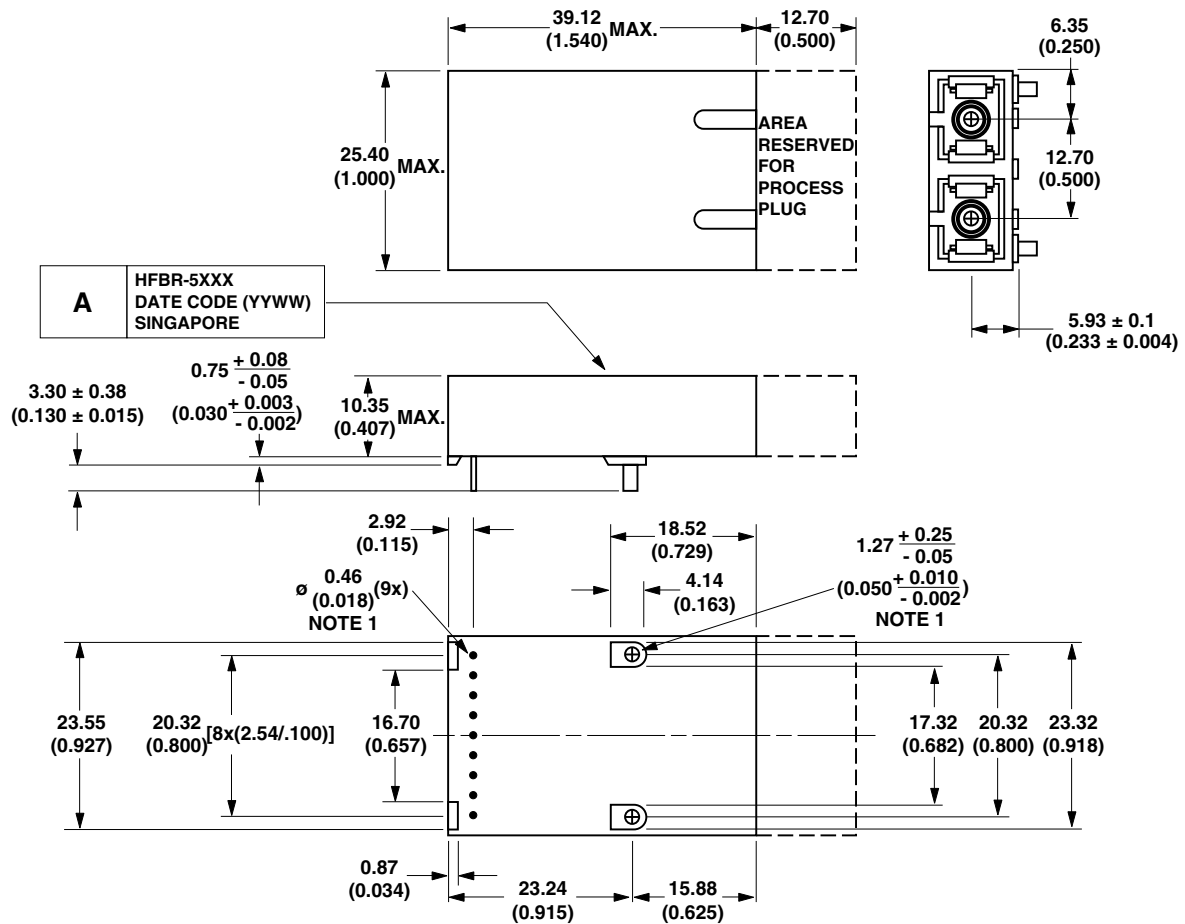 39.12
(1.540) MAX.
12.70
(0.500)
6.35
(0.250)
25.40
(1.000) MAX.
AREA
RESERVED
FOR
PROCESS
PLUG
12.70
(0.500)
A
HFBR-5XXX
DATE CODE (YYWW)
SINGAPORE
5.93 ± 0.1
(0.233 ± 0.004)
3.30 ± 0.38
(0.130 ± 0.015)
0.75 + 0.08
- 0.05
(0.030 + 0.003
- 0.002)
10.35
(0.407) MAX.
2.92
(0.115)
18.52
(0.729)
4.14
(0.163)
1.27 + 0.25
- 0.05
(0.050 + 0.010
- 0.002)
NOTE 1
ø 0.46
(0.018) (9x)
NOTE 1
23.55
(0.927)
20.32
(0.800) [8x(2.54/.100)]
16.70
(0.657)
17.32
(0.682)
20.32
(0.800)
23.32
(0.918)
0.87
(0.034)
23.24
(0.915)
15.88
(0.625)